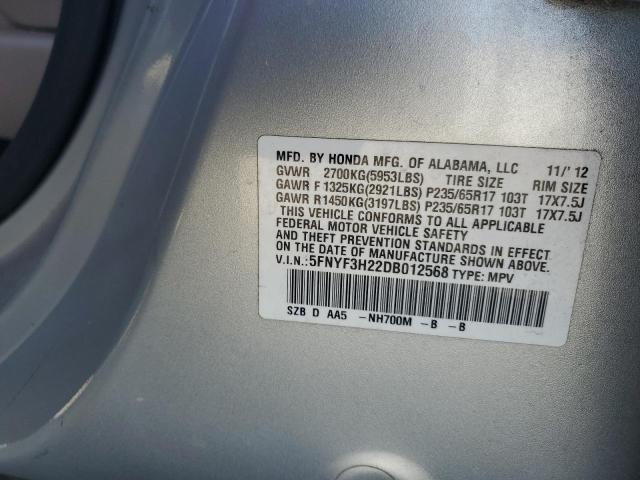 MFD. BY HONDA MFG. OF ALABAMA, LLC 11/'12
GVWR 2700KG(5953LBS) TIRE SIZE RIM SIZE
GAWR F 1325KG(2921LBS) P235/65R17 103T 17X7.5J
GAWR R1450KG(3197LBS) P235/65R17 103T 17X7.5J
THIS VEHICLE CONFORMS TO ALL APPLICABLE
FEDERAL MOTOR VEHICLE SAFETY
AND THEFT PREVENTION STANDARDS IN EFFECT
ON THE DATE OF MANUFACTURE SHOWN ABOVE.
V.I.N.:5FNYF3H22DB012568 TYPE: MPV
SZB D AA5 -NH700M -B -B